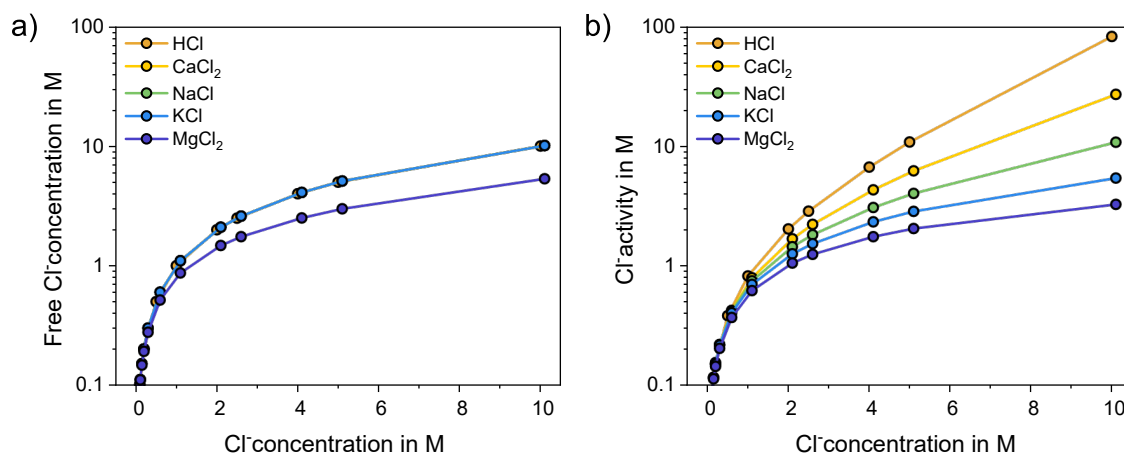 a)
Free Cl⁻concentration in M
100
10
1
0.1
HCl
CaCl₂
NaCl
KCl
MgCl₂
0 2 4 6 8 10
Cl⁻concentration in M
b)
Cl⁻activity in M
100
10
1
0.1
HCl
CaCl₂
NaCl
KCl
MgCl₂
0 2 4 6 8 10
Cl⁻concentration in M